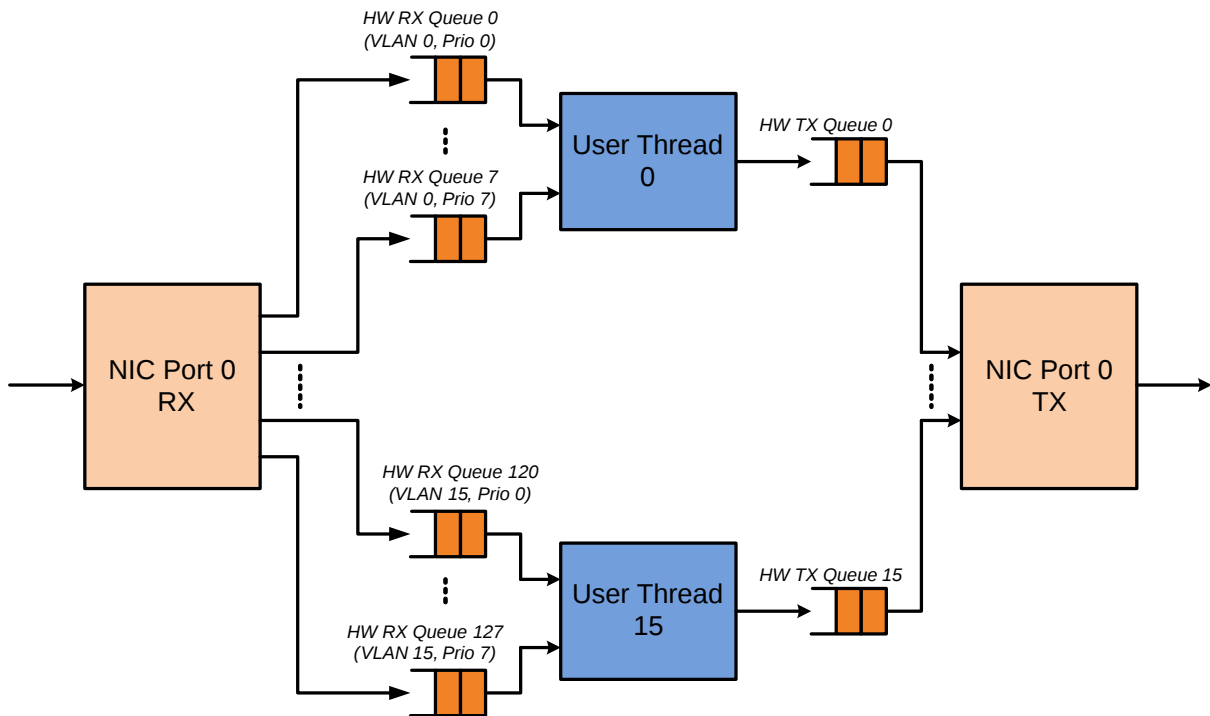 HW RX Queue 0
(VLAN 0, Prio 0)
User Thread
0
HW TX Queue 0
HW RX Queue 7
(VLAN 0, Prio 7)
NIC Port 0
RX
NIC Port 0
TX
HW RX Queue 120
(VLAN 15, Prio 0)
User Thread
15
HW TX Queue 15
HW RX Queue 127
(VLAN 15, Prio 7)